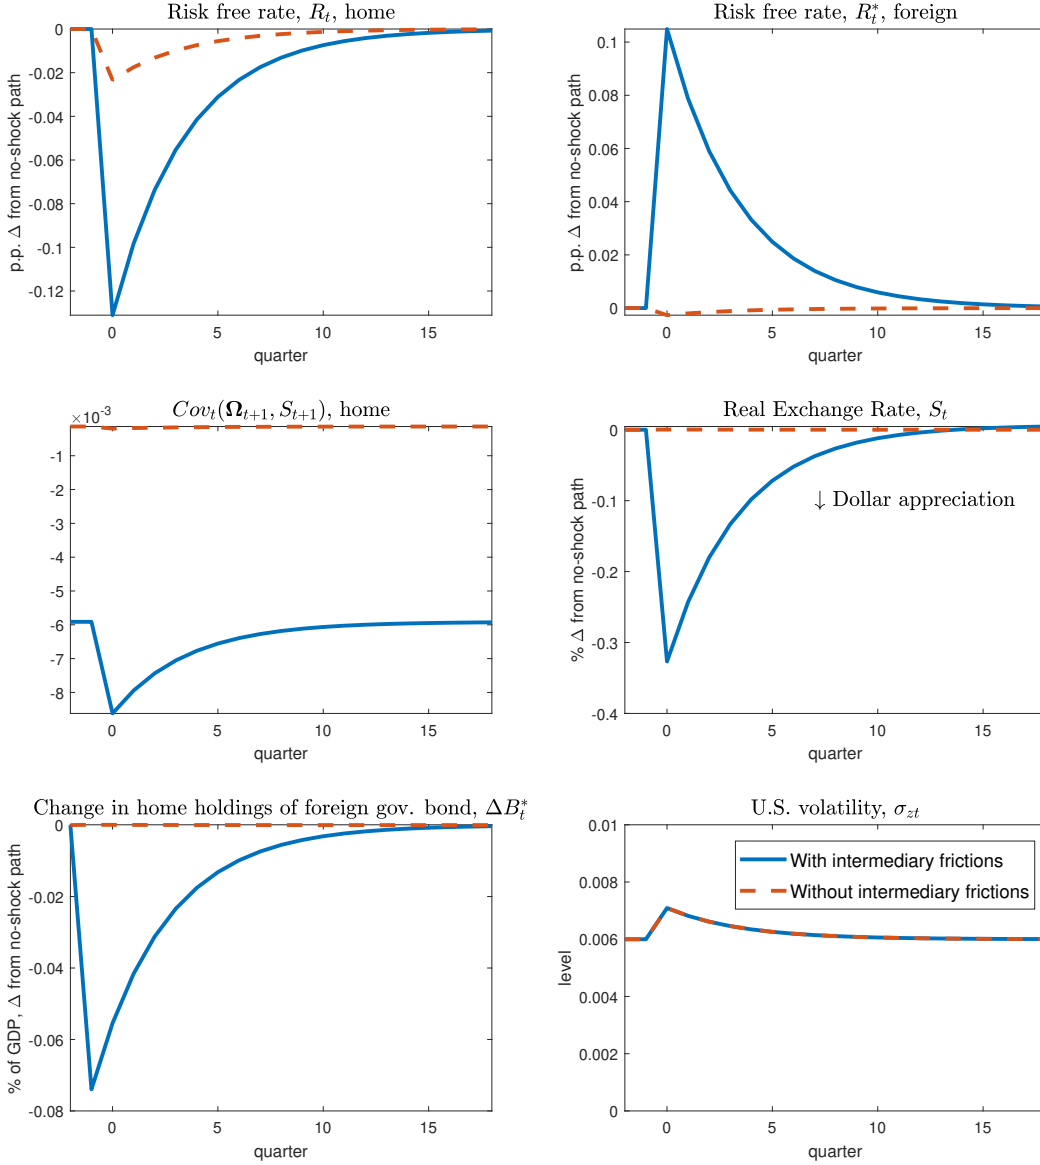 Risk free rate, R_t, home
p.p. Δ from no-shock path
0
-0.02
-0.04
-0.06
-0.08
-0.1
-0.12
0 5 10 15
quarter
Risk free rate, R_t^*, foreign
p.p. Δ from no-shock path
0.1
0.08
0.06
0.04
0.02
0
0 5 10 15
quarter
Cov_t(Ω_{t+1}, S_{t+1}), home
×10^{-3}
-1
-2
-3
-4
-5
-6
-7
-8
0 5 10 15
quarter
Real Exchange Rate, S_t
% Δ from no-shock path
0
-0.1
-0.2
-0.3
-0.4
↓ Dollar appreciation
0 5 10 15
quarter
Change in home holdings of foreign gov. bond, ΔB_t^*
% of GDP, Δ from no-shock path
0
-0.02
-0.04
-0.06
-0.08
0 5 10 15
quarter
U.S. volatility, σ_{zt}
level
0.01
0.008
0.006
0.004
0.002
0
With intermediary frictions
Without intermediary frictions
0 5 10 15
quarter